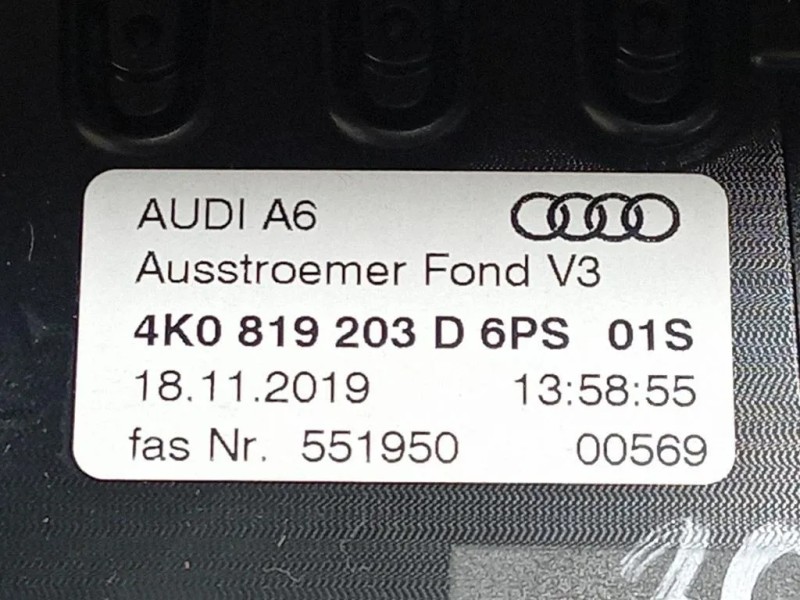 AUDI A6
Ausstroemer Fond V3
4K0 819 203 D 6PS 01S
18.11.2019 13:58:55
fas Nr. 551950 00569